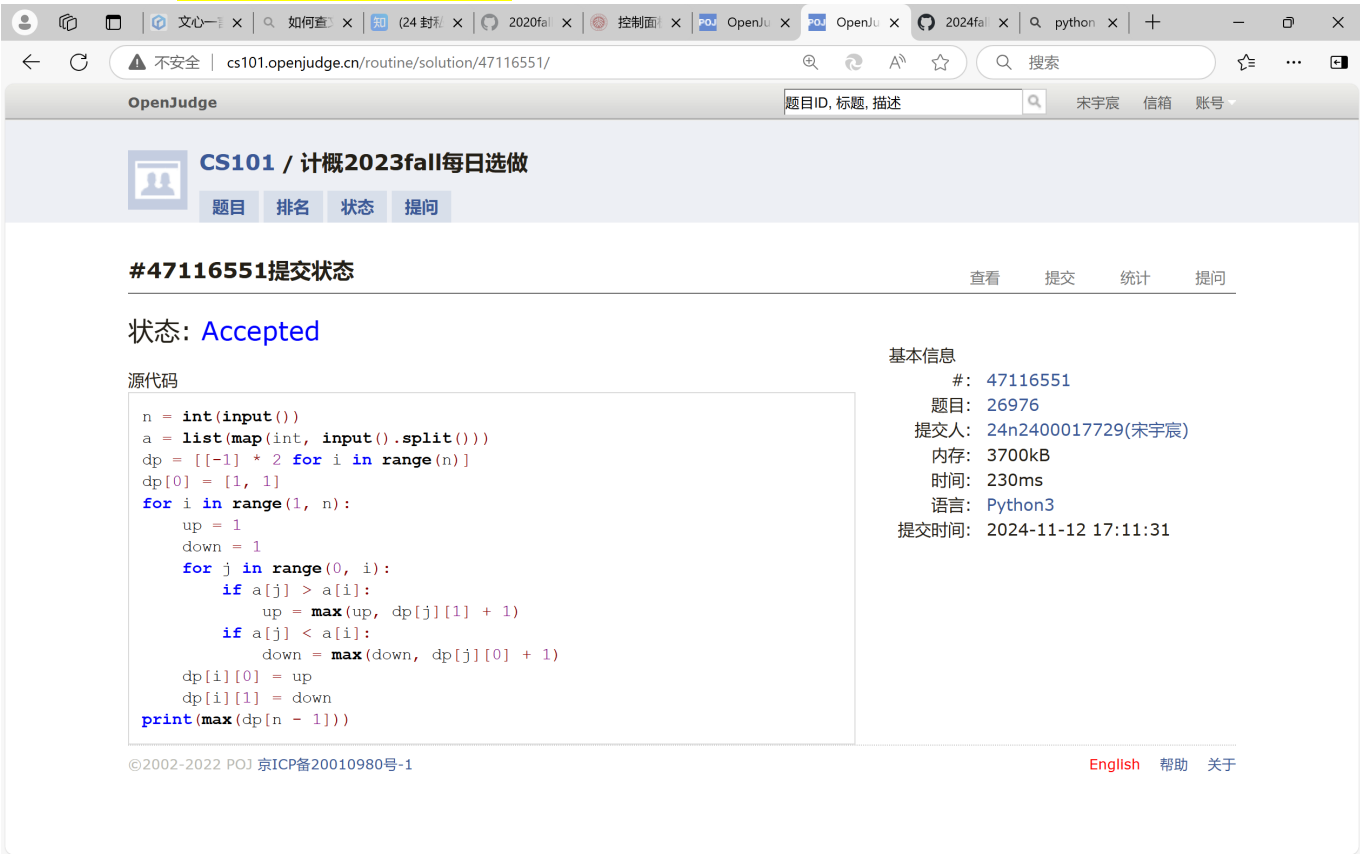 文心一言 如何查 (24 封私 2020fall 控制面板 OpenJu OpenJu 2024fall python
不安全 cs101.openjudge.cn/routine/solution/47116551/ 搜索
OpenJudge 题目ID, 标题, 描述 宋宇宸 信箱 账号
CS101 / 计概2023fall每日选做
题目 排名 状态 提问
#47116551提交状态 查看 提交 统计 提问
状态: Accepted
源代码
n = int(input())
a = list(map(int, input().split()))
dp = [[-1] * 2 for i in range(n)]
dp[0] = [1, 1]
for i in range(1, n):
    up = 1
    down = 1
    for j in range(0, i):
        if a[j] > a[i]:
            up = max(up, dp[j][1] + 1)
        if a[j] < a[i]:
            down = max(down, dp[j][0] + 1)
    dp[i][0] = up
    dp[i][1] = down
print(max(dp[n - 1]))
基本信息
#: 47116551
题目: 26976
提交人: 24n2400017729(宋宇宸)
内存: 3700kB
时间: 230ms
语言: Python3
提交时间: 2024-11-12 17:11:31
©2002-2022 POJ 京ICP备20010980号-1 English 帮助 关于